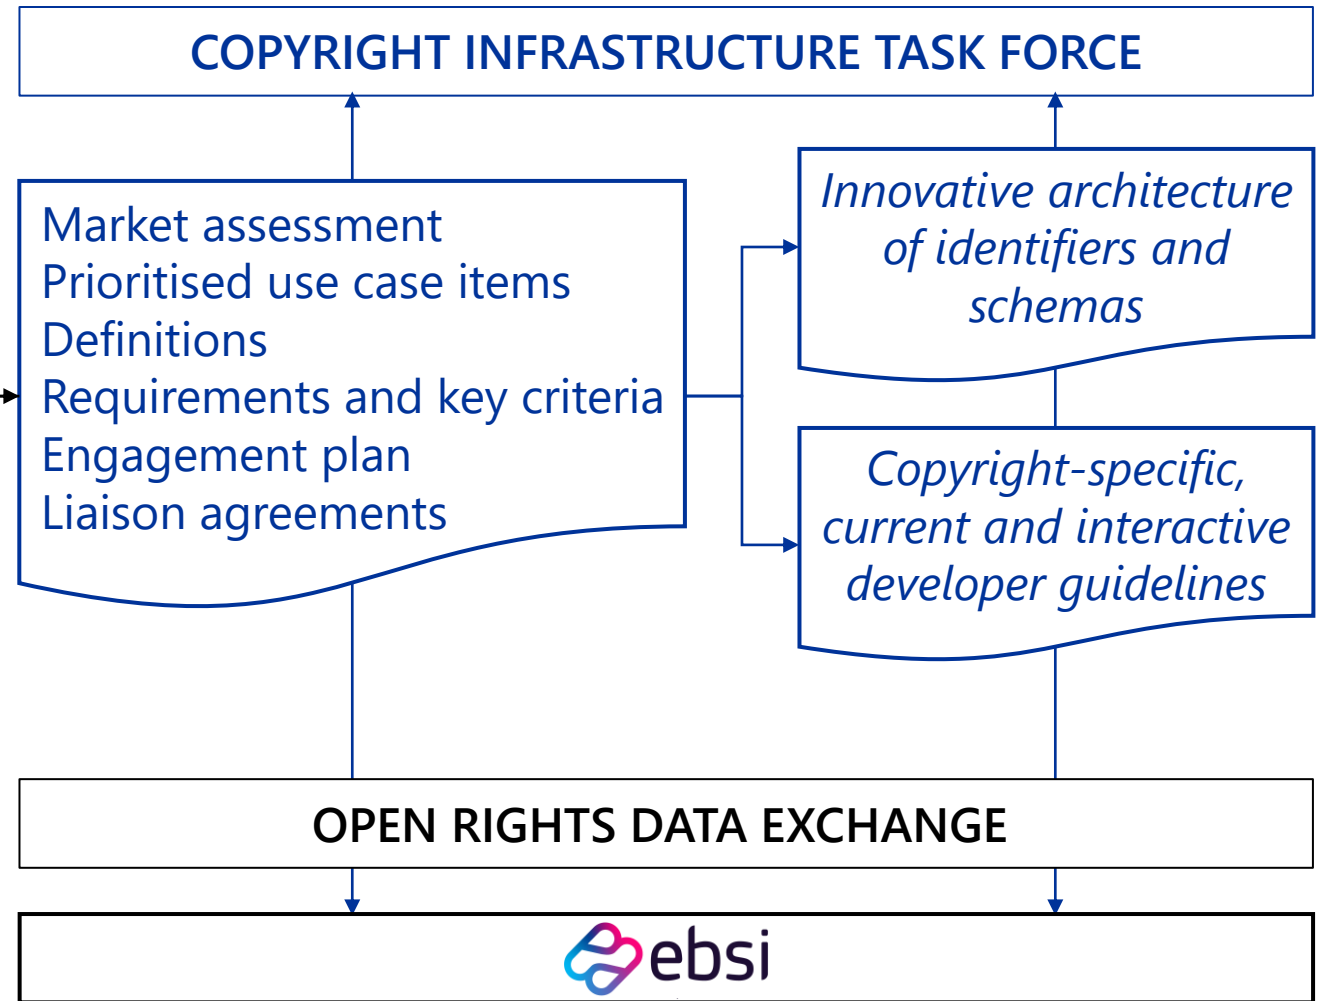 COPYRIGHT INFRASTRUCTURE TASK FORCE
Market assessment
Prioritised use case items
Definitions
Requirements and key criteria
Engagement plan
Liaison agreements
Innovative architecture
of identifiers and
schemas
Copyright-specific,
current and interactive
developer guidelines
OPEN RIGHTS DATA EXCHANGE
ebsi